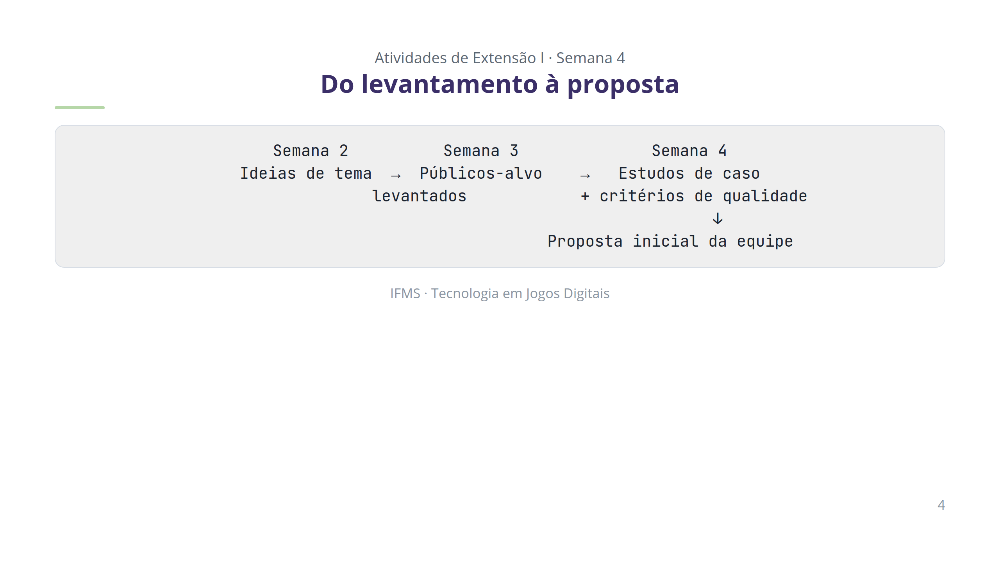 Atividades de Extensão I · Semana 4
Do levantamento à proposta
Semana 2 Semana 3 Semana 4
Ideias de tema → Públicos-alvo → Estudos de caso
levantados + critérios de qualidade
↓
Proposta inicial da equipe
IFMS · Tecnologia em Jogos Digitais
4